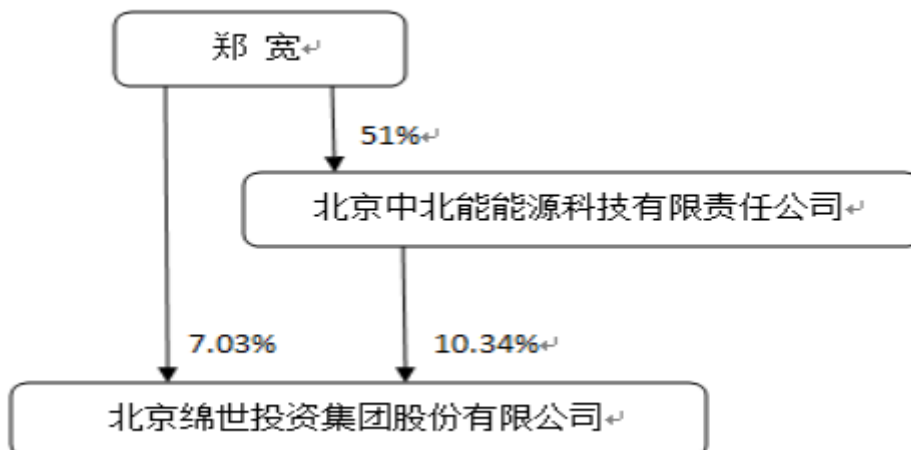 郑 宽↵
51%↵
北京中北能能源科技有限责任公司↵
7.03%
10.34%↵
北京绵世投资集团股份有限公司↵